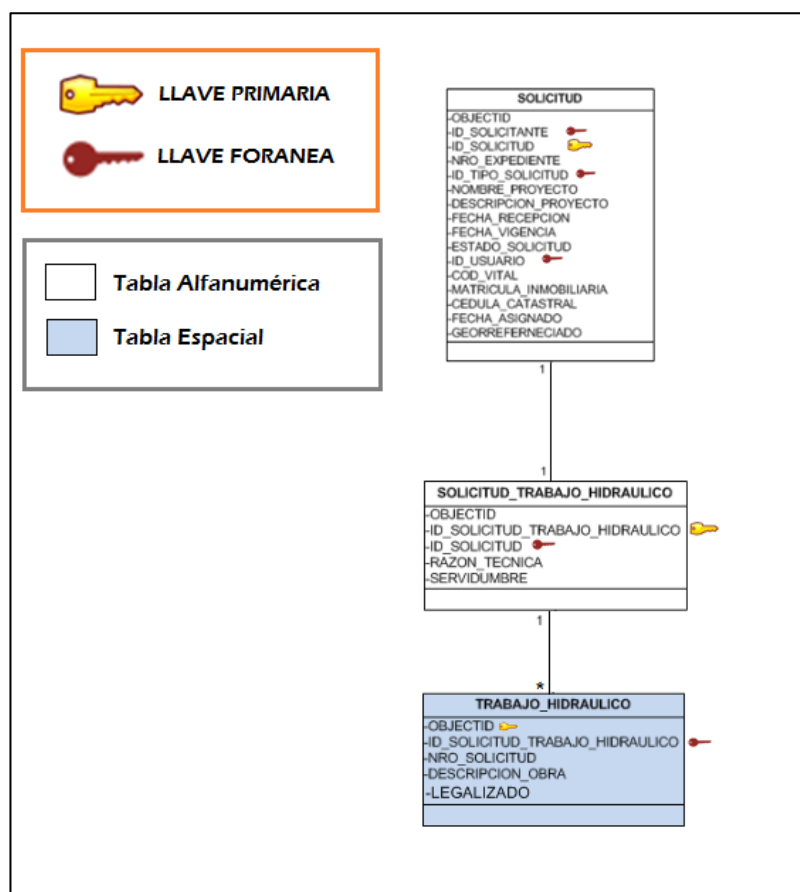 LLAVE PRIMARIA
LLAVE FORANEA
Tabla Alfanumérica
Tabla Espacial
SOLICITUD
-OBJECTID
-ID_SOLICITANTE
-ID_SOLICITUD
-NRO_EXPEDIENTE
-ID_TIPO_SOLICITUD
-NOMBRE_PROYECTO
-DESCRIPCION_PROYECTO
-FECHA_RECEPCION
-FECHA_VIGENCIA
-ESTADO_SOLICITUD
-ID_USUARIO
-COD_VITAL
-MATRICULA_INMOBILIARIA
-CEDULA_CATASTRAL
-FECHA_ASIGNADO
-GEORREFERNECIADO
1
1
SOLICITUD_TRABAJO_HIDRAULICO
-OBJECTID
-ID_SOLICITUD_TRABAJO_HIDRAULICO
-ID_SOLICITUD
-RAZON_TECNICA
-SERVIDUMBRE
1
*
TRABAJO_HIDRAULICO
-OBJECTID
-ID_SOLICITUD_TRABAJO_HIDRAULICO
-NRO_SOLICITUD
-DESCRIPCION_OBRA
-LEGALIZADO